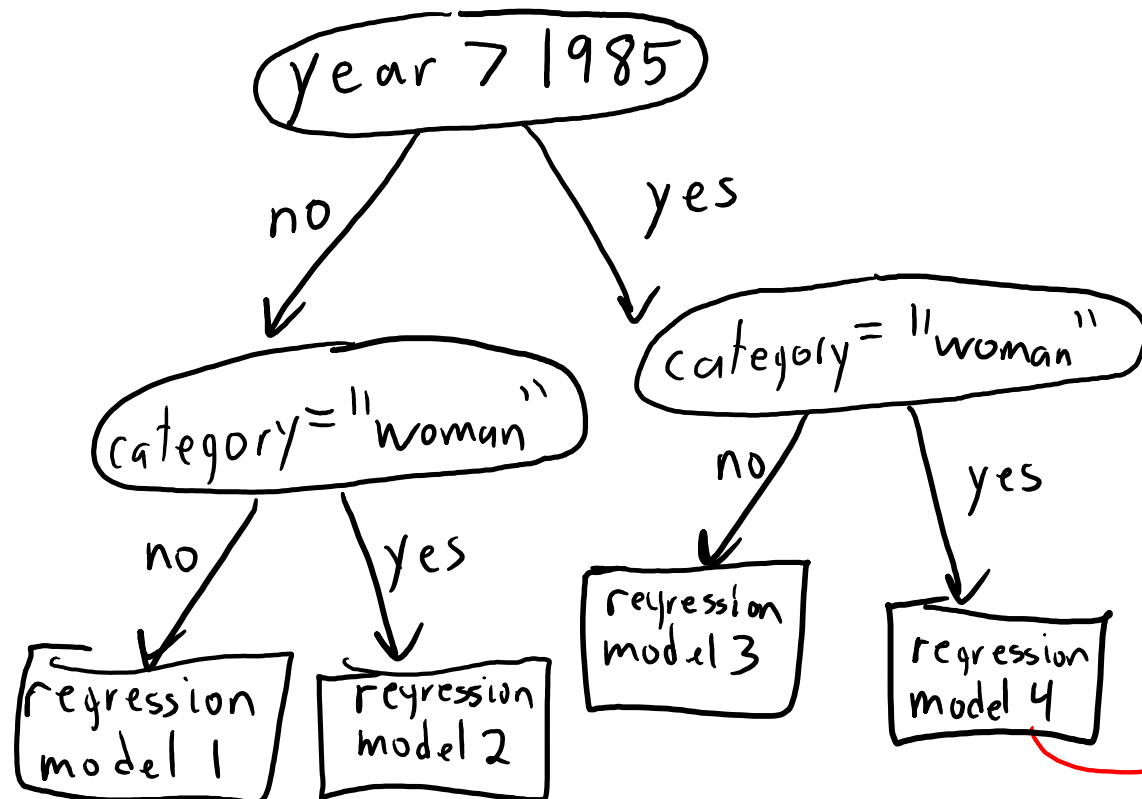 year > 1985
no
yes
category = "woman"
category = "woman"
no
yes
no
yes
regression
model 1
regression
model 2
regression
model 3
regression
model 4